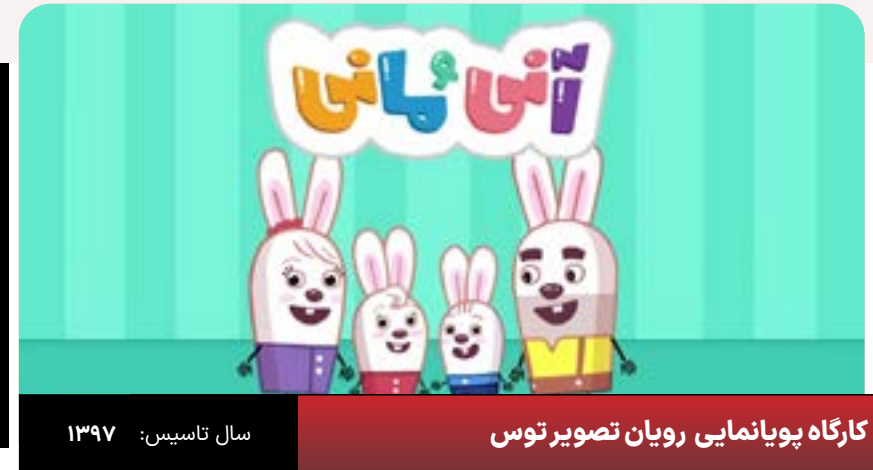 آنی و مانی
کارگاه پویانمایی رویان تصویر توس
سال تاسیس: ۱۳۹۷